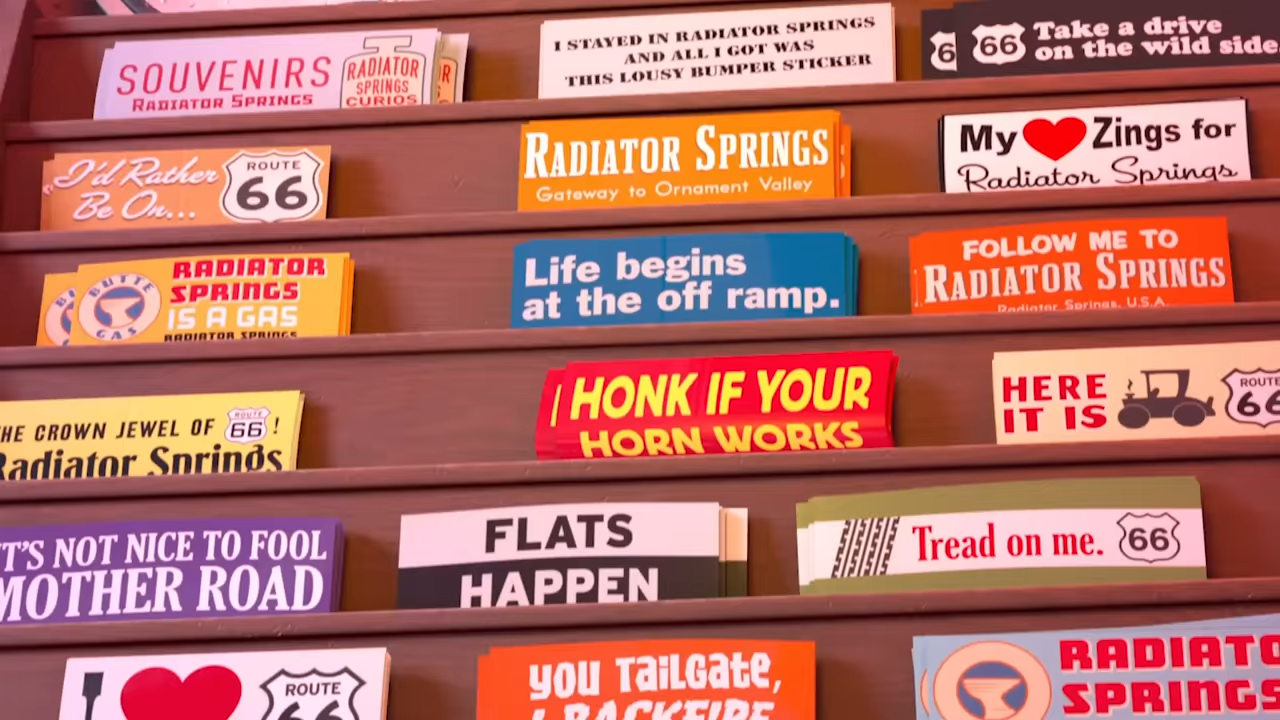 SOUVENIRS
RADIATOR SPRINGS
RADIATOR
SPRINGS
CURIOS
I STAYED IN RADIATOR SPRINGS
AND ALL I GOT WAS
THIS LOUSY BUMPER STICKER
6
66
Take a drive
on the wild side
I'd Rather
Be On...
ROUTE
66
RADIATOR SPRINGS
Gateway to Ornament Valley
My Zings for
Radiator Springs
BUTTE
GAS
RADIATOR
SPRINGS
IS A GAS
RADIATOR SPRINGS
Life begins
at the off ramp.
FOLLOW ME TO
RADIATOR SPRINGS
Radiator Springs, U.S.A.
THE CROWN JEWEL OF ROUTE 66!
Radiator Springs
HONK IF YOUR
HORN WORKS
HERE
IT IS
ROUTE
66
IT'S NOT NICE TO FOOL
MOTHER ROAD
FLATS
HAPPEN
Tread on me.
66
I
ROUTE
66
YOU TAILGATE,
I BACKFIRE
RADIATO
SPRINGS